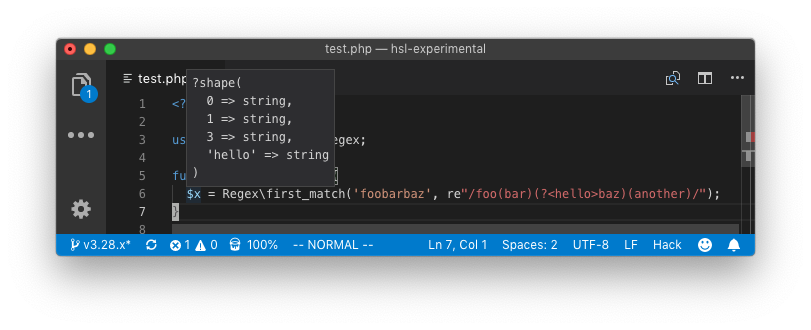 test.php — hsl-experimental
1
test.php
?shape(
0 => string,
1 => string,
3 => string,
'hello' => string
)
1 <?
2
3 us egex;
4
5 fu
6 $x = Regex\first_match('foobarbaz', re"/foo(bar)(?<hello>baz)(another)/");
7 }
8
v3.28.x* 1 0 100% -- NORMAL -- Ln 7, Col 1 Spaces: 2 UTF-8 LF Hack